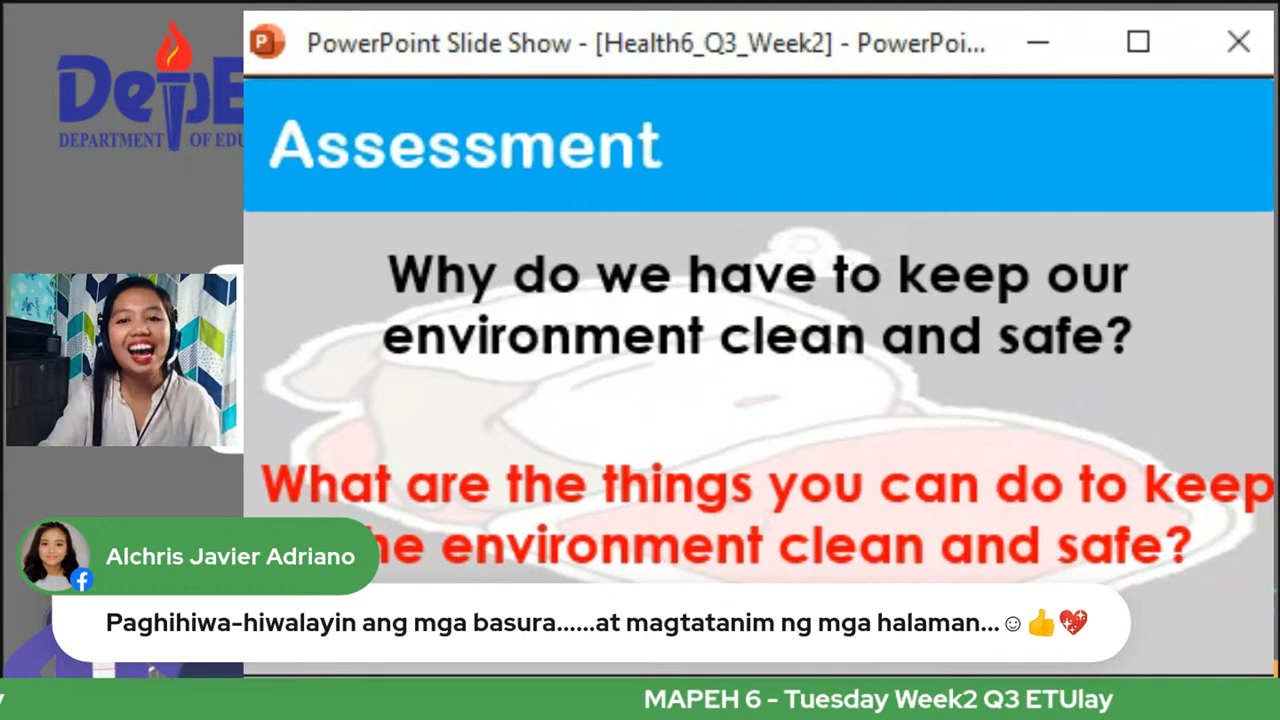 DepE
DEPARTMENT OF EDU
PowerPoint Slide Show - [Health6_Q3_Week2] - PowerPoi...
Assessment
Why do we have to keep our
environment clean and safe?
What are the things you can do to keep
he environment clean and safe?
Alchris Javier Adriano
Paghihiwa-hiwalayin ang mga basura......at magtatanim ng mga halaman...☺👍💖
MAPEH 6 - Tuesday Week2 Q3 ETUlay